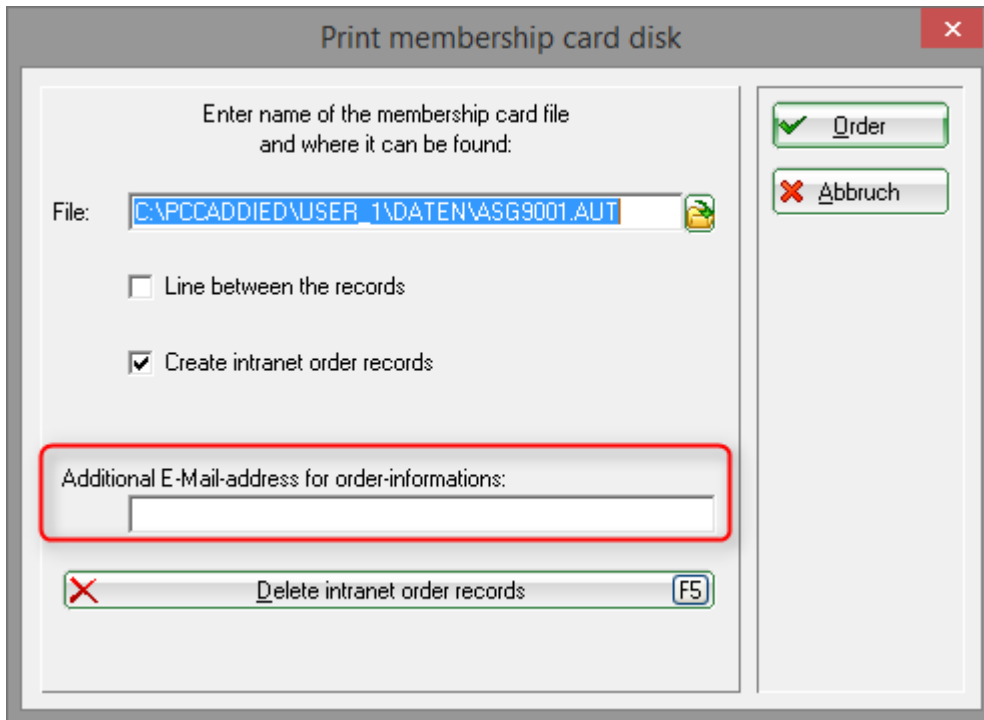 Print membership card disk
Enter name of the membership card file
and where it can be found:
File: C:\PCCADDIED\USER_1\DATEN\ASG9001.AUT
Line between the records
Create intranet order records
Additional E-Mail-address for order-informations:
Delete intranet order records F5
Order
Abbruch